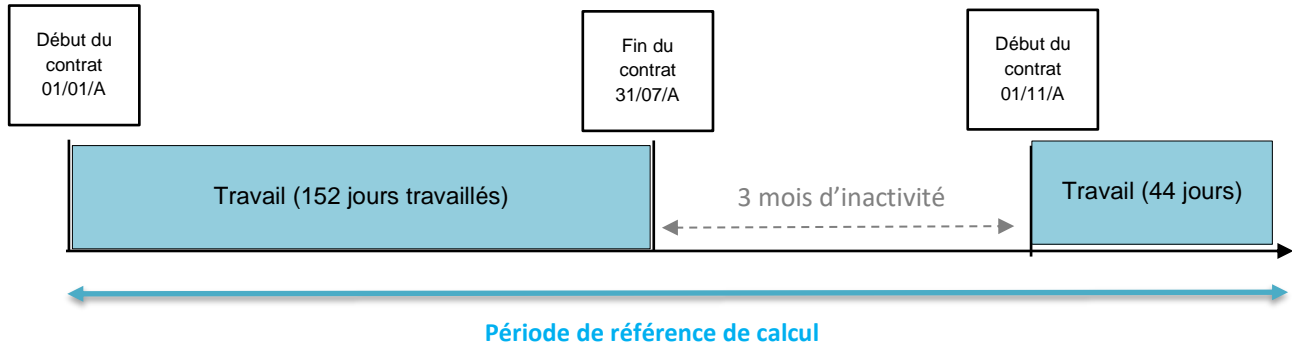 Début du
contrat
01/01/A
Fin du
contrat
31/07/A
Début du
contrat
01/11/A
Travail (152 jours travaillés)
3 mois d’inactivité
Travail (44 jours)
Période de référence de calcul